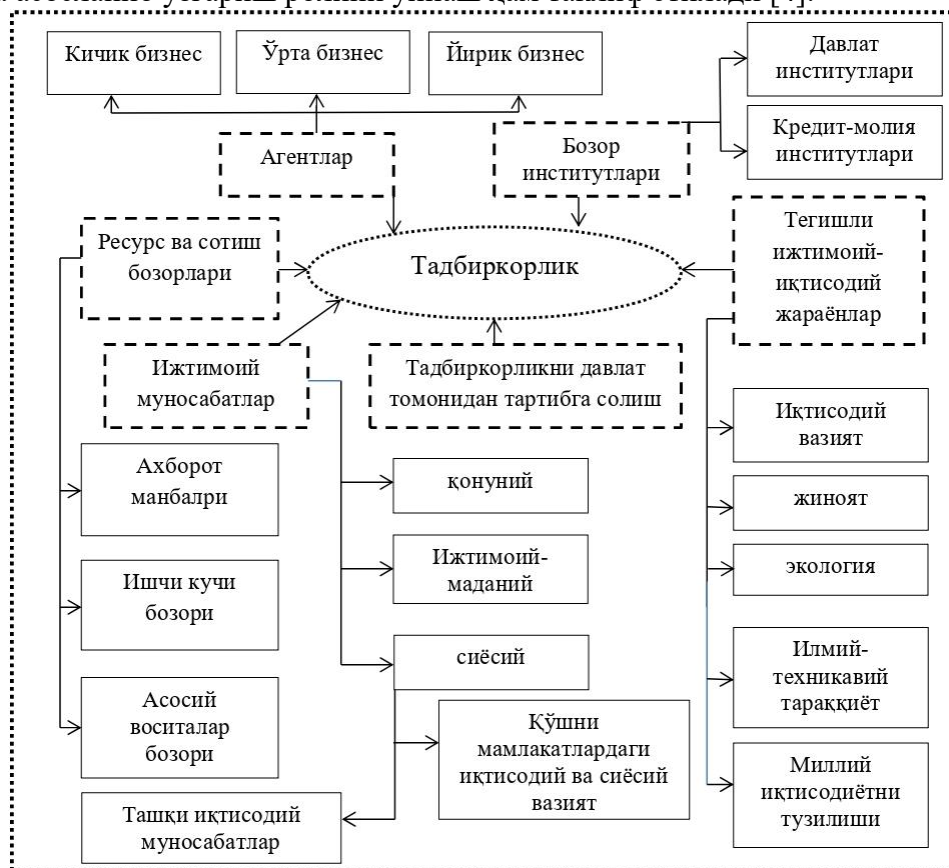 ролини
ҳам
[4].
Кичик бизнес
Ўрта бизнес
Йирик бизнес
Давлат
институтлари
Кредит-молия
институтлари
Агентлар
Бозор
институтлари
Ресурс ва сотиш
бозорлари
Тадбиркорлик
Тегишли
ижтимоий-
иқтисодий
жараёнлар
Ижтимоий
муносабатлар
Тадбиркорликни давлат
томонидан тартибга солиш
Ахборот
манбалри
Ишчи кучи
бозори
Асосий
воситалар
бозори
қонуний
Ижтимоий-
маданий
сиёсий
Қўшни
мамлакатлардаги
иқтисодий ва сиёсий
вазият
Ташқи иқтисодий
муносабатлар
Иқтисодий
вазият
жиноят
экология
Илмий-
техникавий
тараққиёт
Миллий
иқтисодиётни
тузилиши